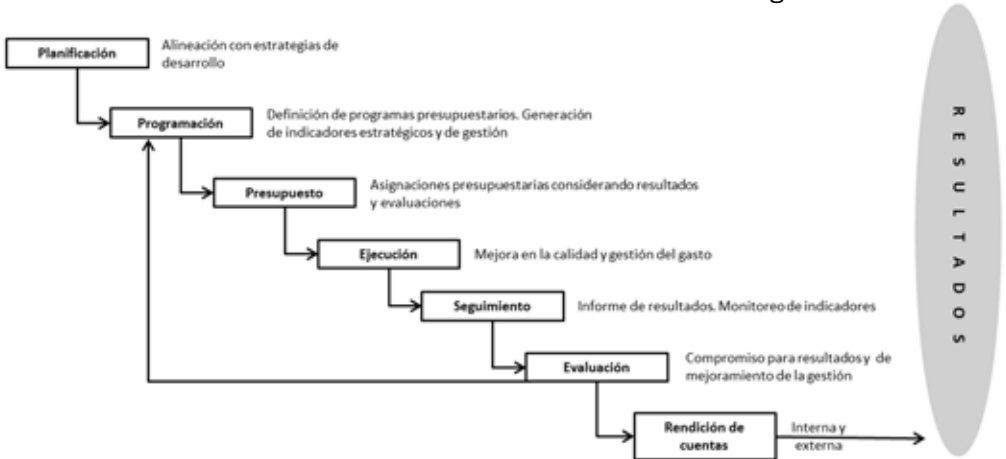 Planificación
Alineación con estrategias de
desarrollo
Programación
Definición de programas presupuestarios. Generación
de indicadores estratégicos y de gestión
Presupuesto
Asignaciones presupuestarias considerando resultados
y evaluaciones
Ejecución
Mejora en la calidad y gestión del gasto
Seguimiento
Informe de resultados. Monitoreo de indicadores
Evaluación
Compromiso para resultados y de
mejoramiento de la gestión
Rendición de
cuentas
Interna y
externa
RESULTADOS